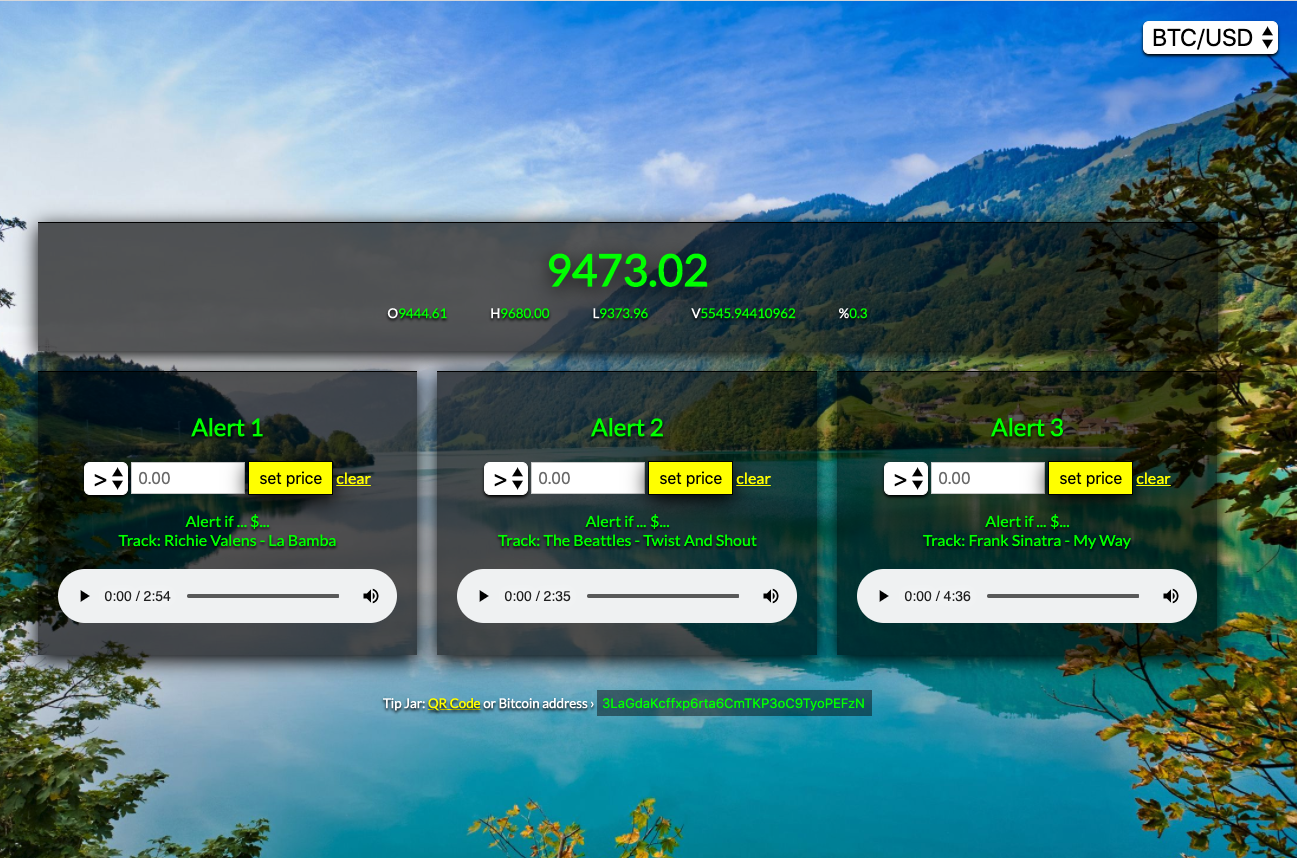 BTC/USD
9473.02
O9444.61 H9680.00 L9373.96 V5545.94410962 %0.3
Alert 1
> 0.00 set price clear
Alert if ... $...
Track: Richie Valens - La Bamba
0:00 / 2:54
Alert 2
> 0.00 set price clear
Alert if ... $...
Track: The Beattles - Twist And Shout
0:00 / 2:35
Alert 3
> 0.00 set price clear
Alert if ... $...
Track: Frank Sinatra - My Way
0:00 / 4:36
Tip Jar: QR Code or Bitcoin address › 3LaGdaKcffxp6rta6CmTKP3oC9TyoPEFzN